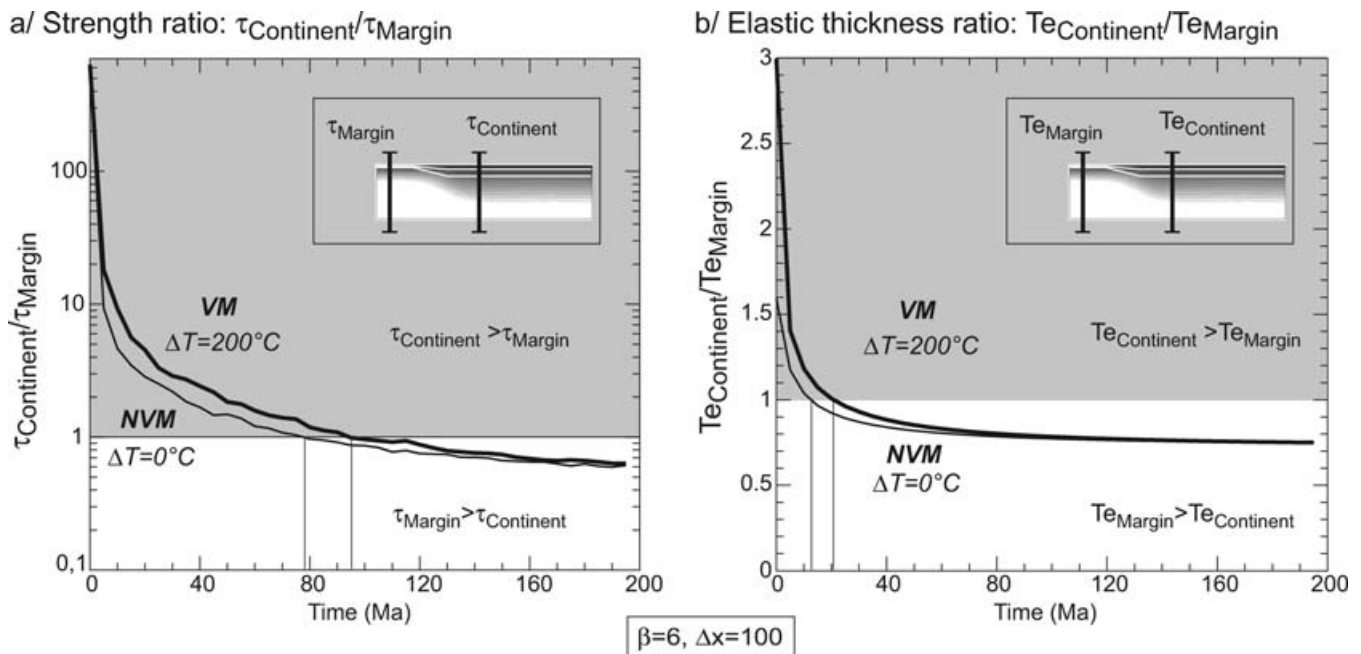 a/ Strength ratio: τContinent/τMargin
τMargin
τContinent
100
10
1
0,1
τContinent/τMargin
VM
ΔT=200°C
τContinent >τMargin
NVM
ΔT=0°C
τMargin>τContinent
0 40 80 120 160 200
Time (Ma)
b/ Elastic thickness ratio: TeContinent/TeMargin
TeMargin
TeContinent
3
2.5
2
1.5
1
0.5
0
TeContinent/TeMargin
VM
ΔT=200°C
TeContinent>TeMargin
NVM
ΔT=0°C
TeMargin>TeContinent
0 40 80 120 160 200
Time (Ma)
β=6, Δx=100